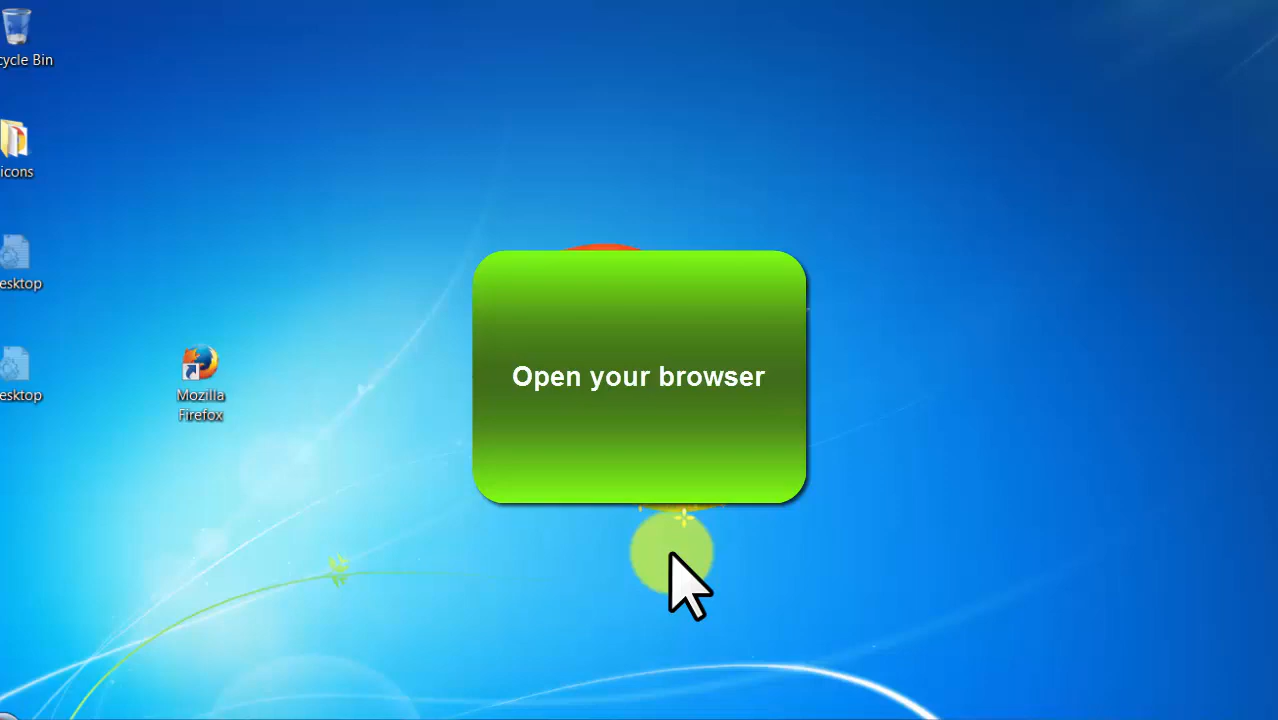 cycle Bin
icons
esktop
esktop
Mozilla
Firefox
Open your browser